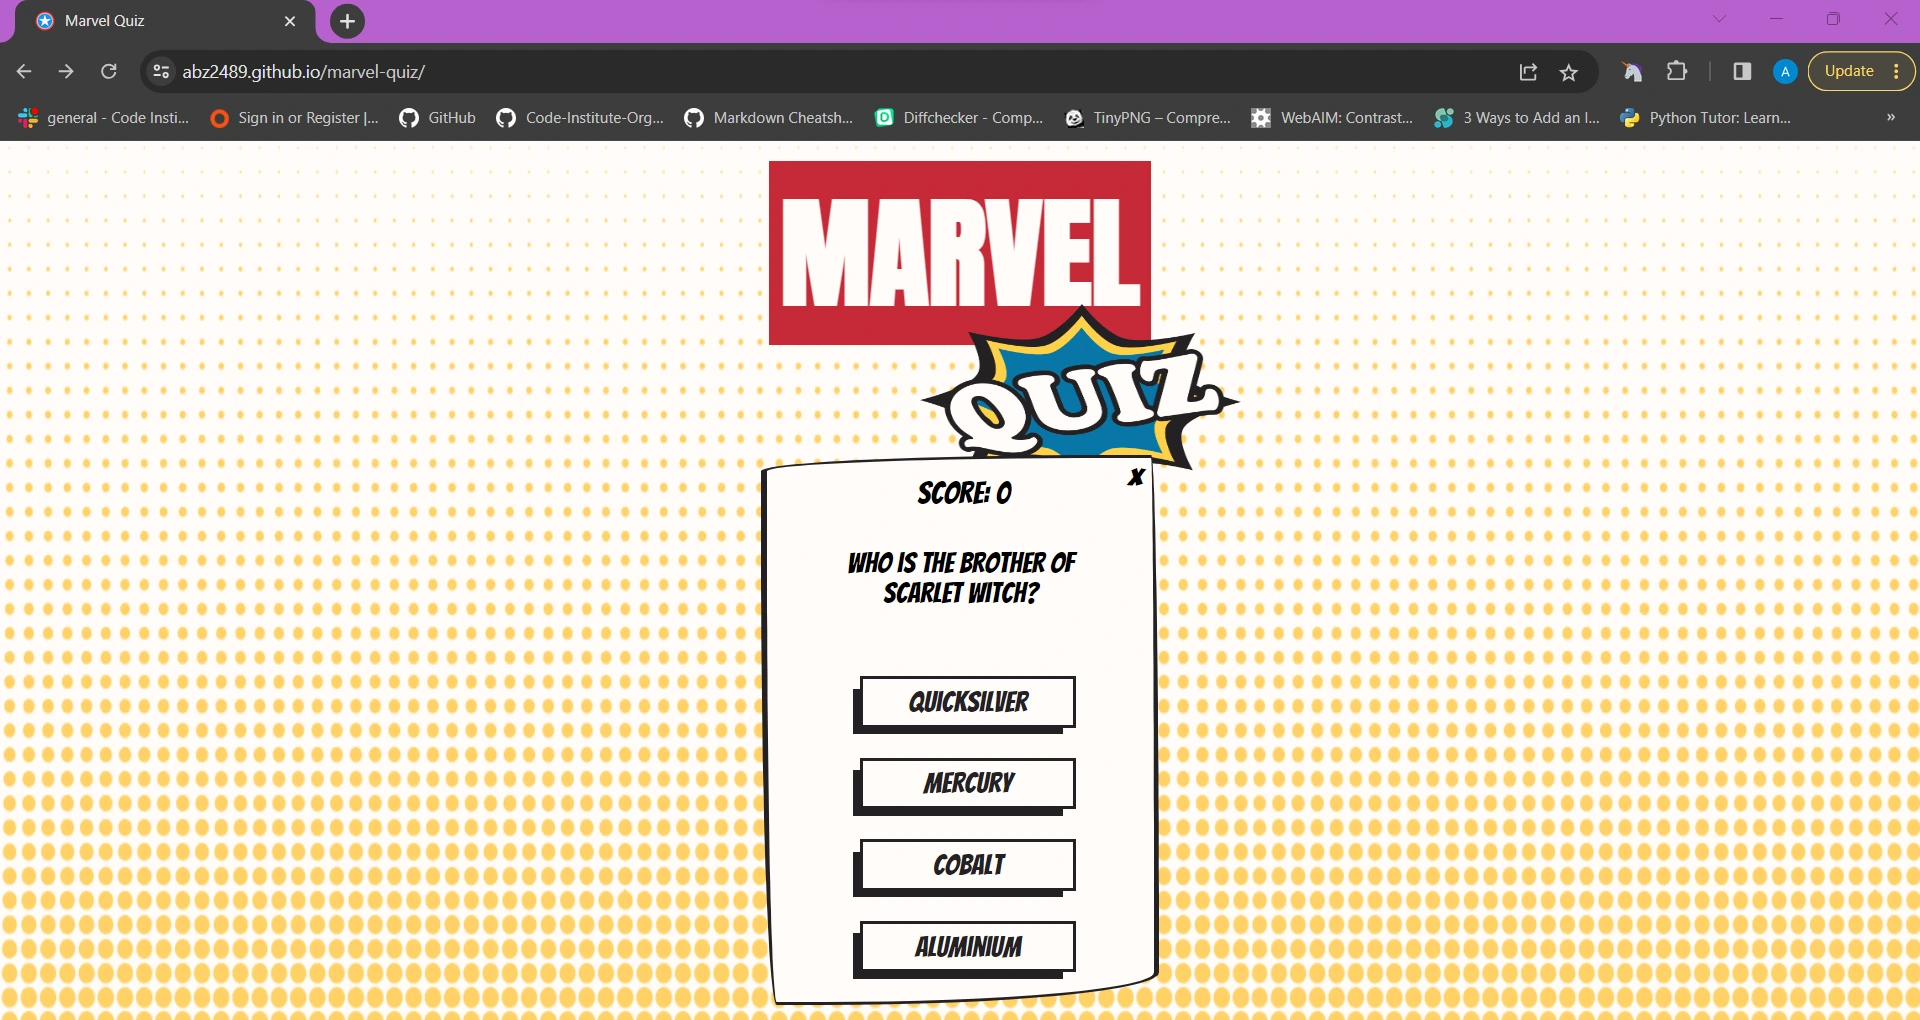 Marvel Quiz
abz2489.github.io/marvel-quiz/
A
Update
general - Code Insti...
Sign in or Register |...
GitHub
Code-Institute-Org...
Markdown Cheatsh...
Diffchecker - Comp...
TinyPNG – Compre...
WebAIM: Contrast...
3 Ways to Add an I...
Python Tutor: Learn...
»
MARVEL
QUIZ
X
SCORE: 0
WHO IS THE BROTHER OF
SCARLET WITCH?
QUICKSILVER
MERCURY
COBALT
ALUMINIUM